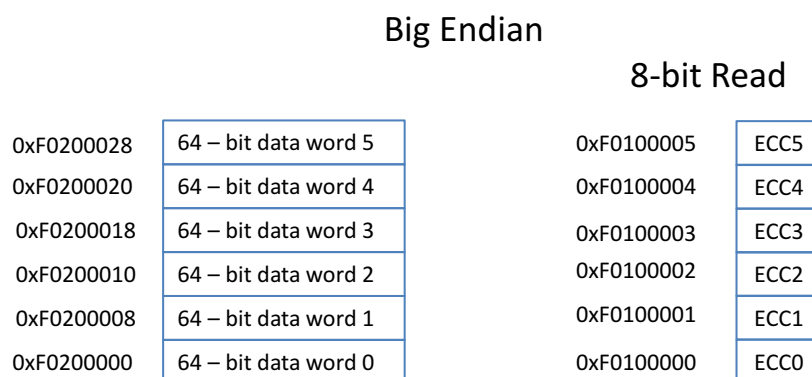 Big Endian
8-bit Read
0xF0200028 64 – bit data word 5 0xF0100005 ECC5
0xF0200020 64 – bit data word 4 0xF0100004 ECC4
0xF0200018 64 – bit data word 3 0xF0100003 ECC3
0xF0200010 64 – bit data word 2 0xF0100002 ECC2
0xF0200008 64 – bit data word 1 0xF0100001 ECC1
0xF0200000 64 – bit data word 0 0xF0100000 ECC0